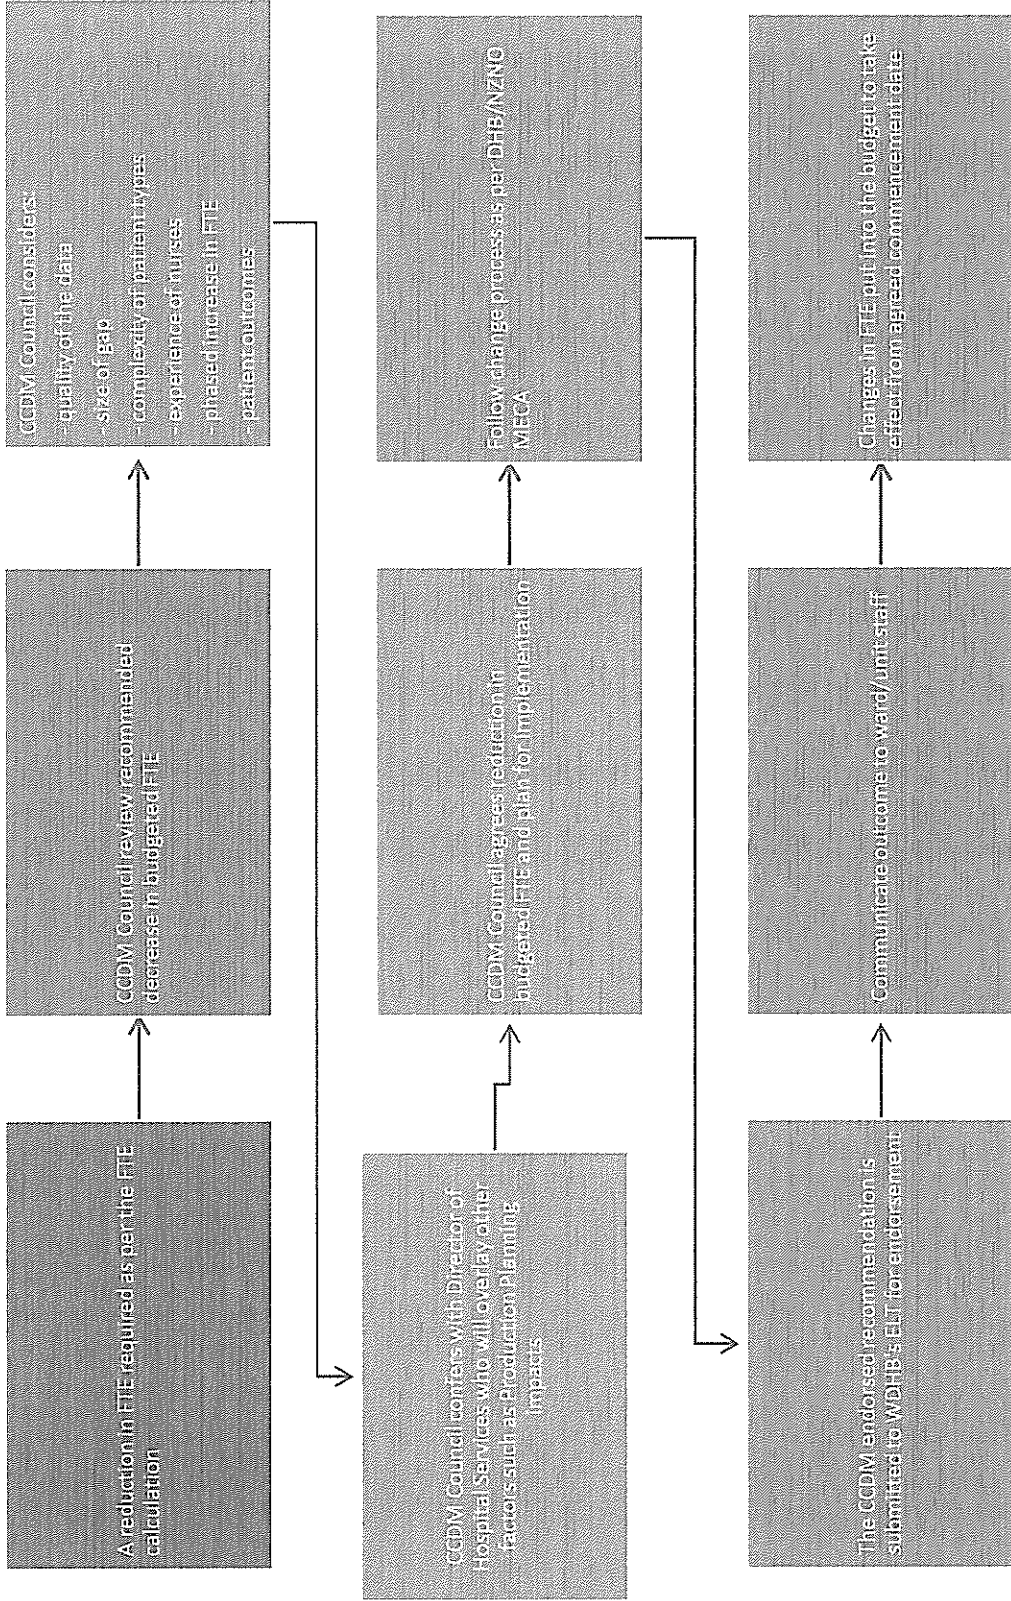 A reduction in FTE required as per the FTE
calculation
CCDM Council review recommended
decrease in budgeted FTE
CCDM Council considers:
- quality of the data
- size of gap
- complexity of patient types
- experience of nurses
- phased increase in FTE
- patient outcomes
CCDM Council confers with Director of
Hospital Services who will overlay other
factors such as Production Planning
Impacts
CCDM Council agrees reduction in
budgeted FTE and plan for implementation
Follow change process as per DHB/NZNO
MECA
The CCDM endorsed recommendation is
submitted to WDHB's ELT for endorsement
Communicate outcome to ward/unit staff
Changes in FTE put into the budget to take
effect from agreed commencement date